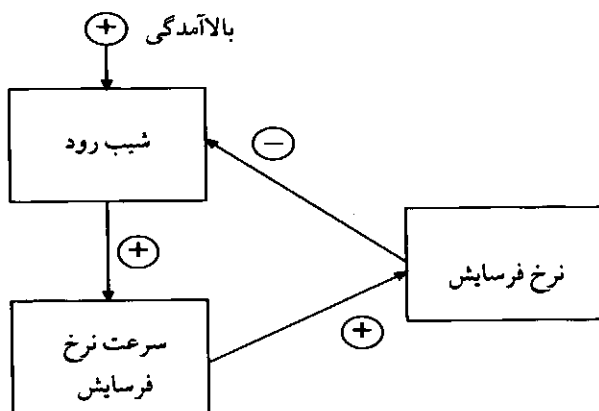 + بالاآمدگی
شیب رود
−
+
نرخ فرسایش
سرعت نرخ
فرسایش
+